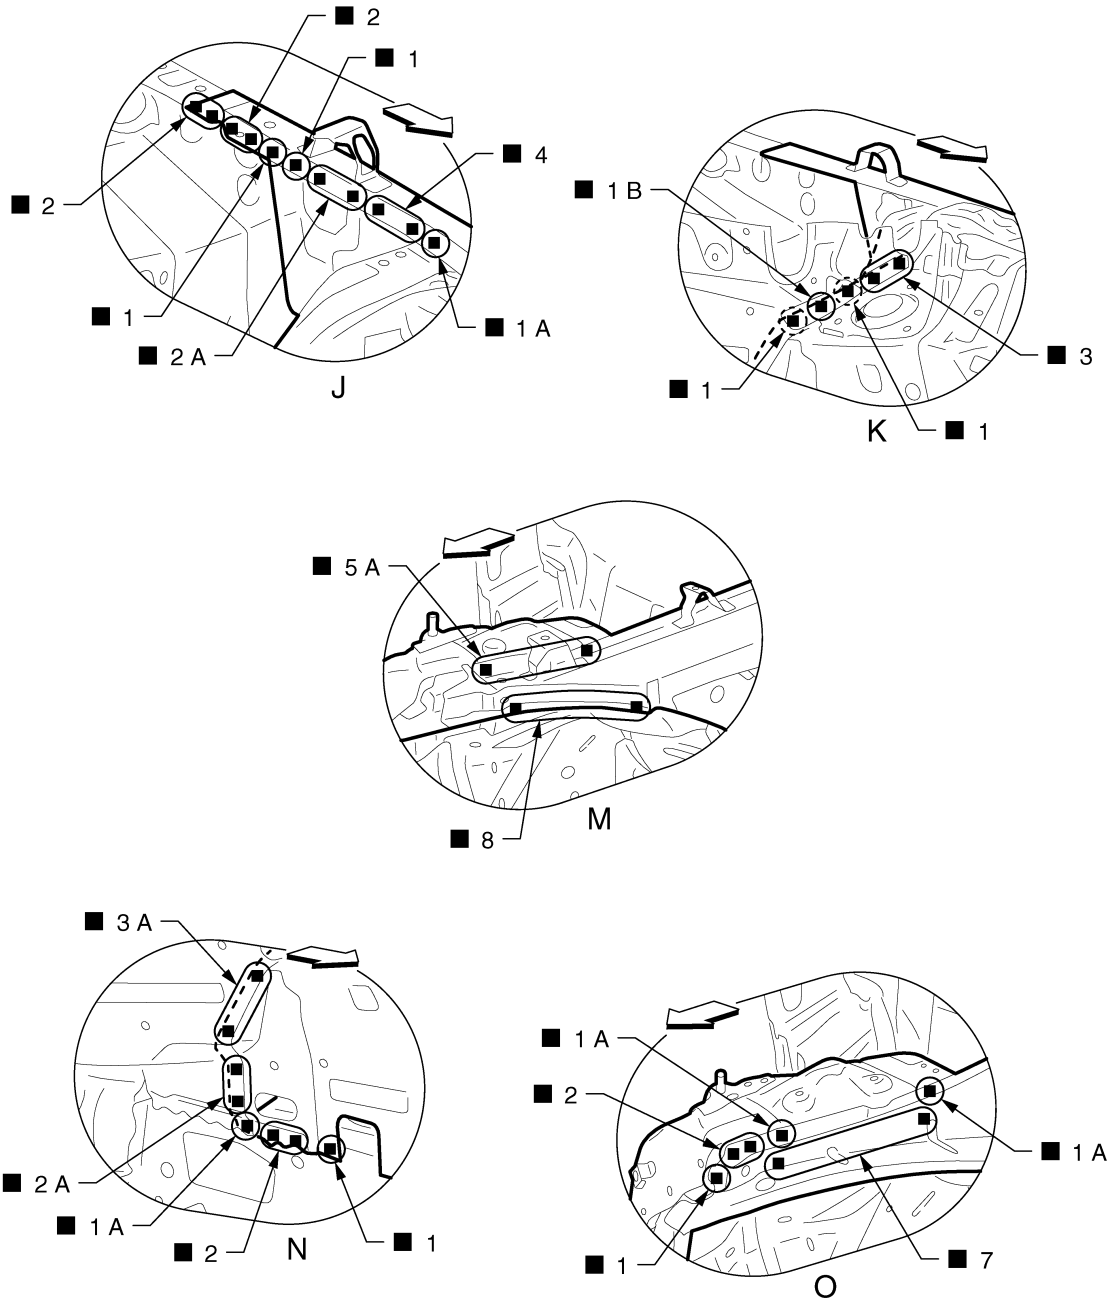 ■ 2
■ 1
■ 4
■ 2
■ 1
■ 2 A
■ 1 A
J
■ 1 B
■ 3
■ 1
■ 1
K
■ 5 A
■ 8
M
■ 3 A
■ 2 A
■ 1 A
■ 2
■ 1
N
■ 1 A
■ 2
■ 1 A
■ 1
■ 7
O